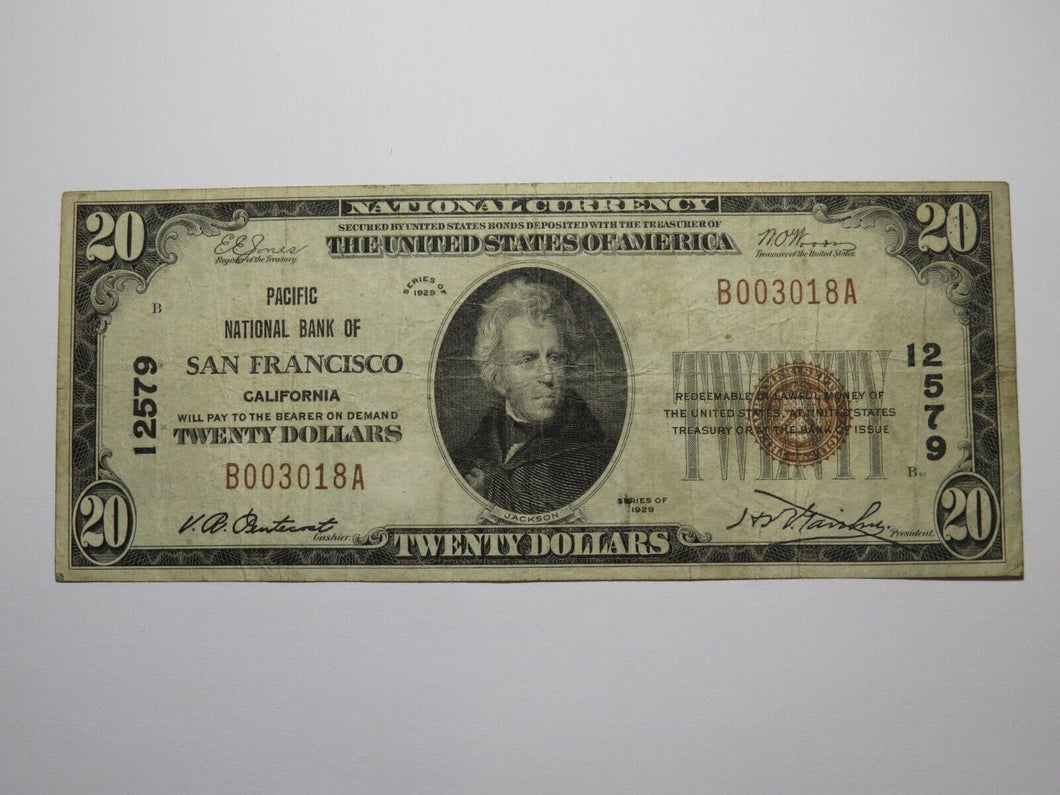 NATIONAL CURRENCY
SECURED BY UNITED STATES BONDS DEPOSITED WITH THE TREASURER OF
THE UNITED STATES OF AMERICA
20
20
E E Jones
Register of the Treasury.
W.O. Woods
Treasurer of the United States.
SERIES OF
1929
B
B003018A
PACIFIC
NATIONAL BANK OF
SAN FRANCISCO
CALIFORNIA
WILL PAY TO THE BEARER ON DEMAND
TWENTY DOLLARS
12579
12579
B003018A
TWENTY
REDEEMABLE IN LAWFUL MONEY OF
THE UNITED STATES, AT UNITED STATES
TREASURY OR AT THE BANK OF ISSUE
B
SERIES OF
1929
JACKSON
Cashier.
President.
20
TWENTY DOLLARS
20